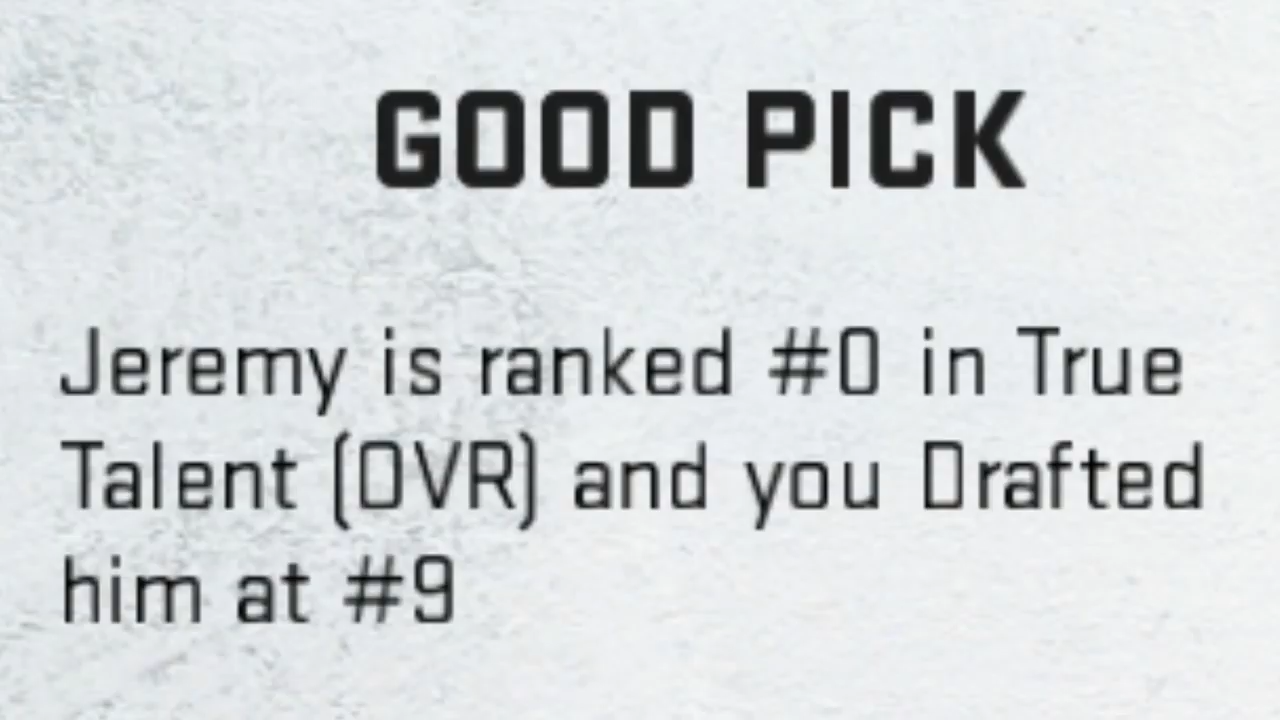 GOOD PICK
Jeremy is ranked #0 in True
Talent (OVR) and you Drafted
him at #9